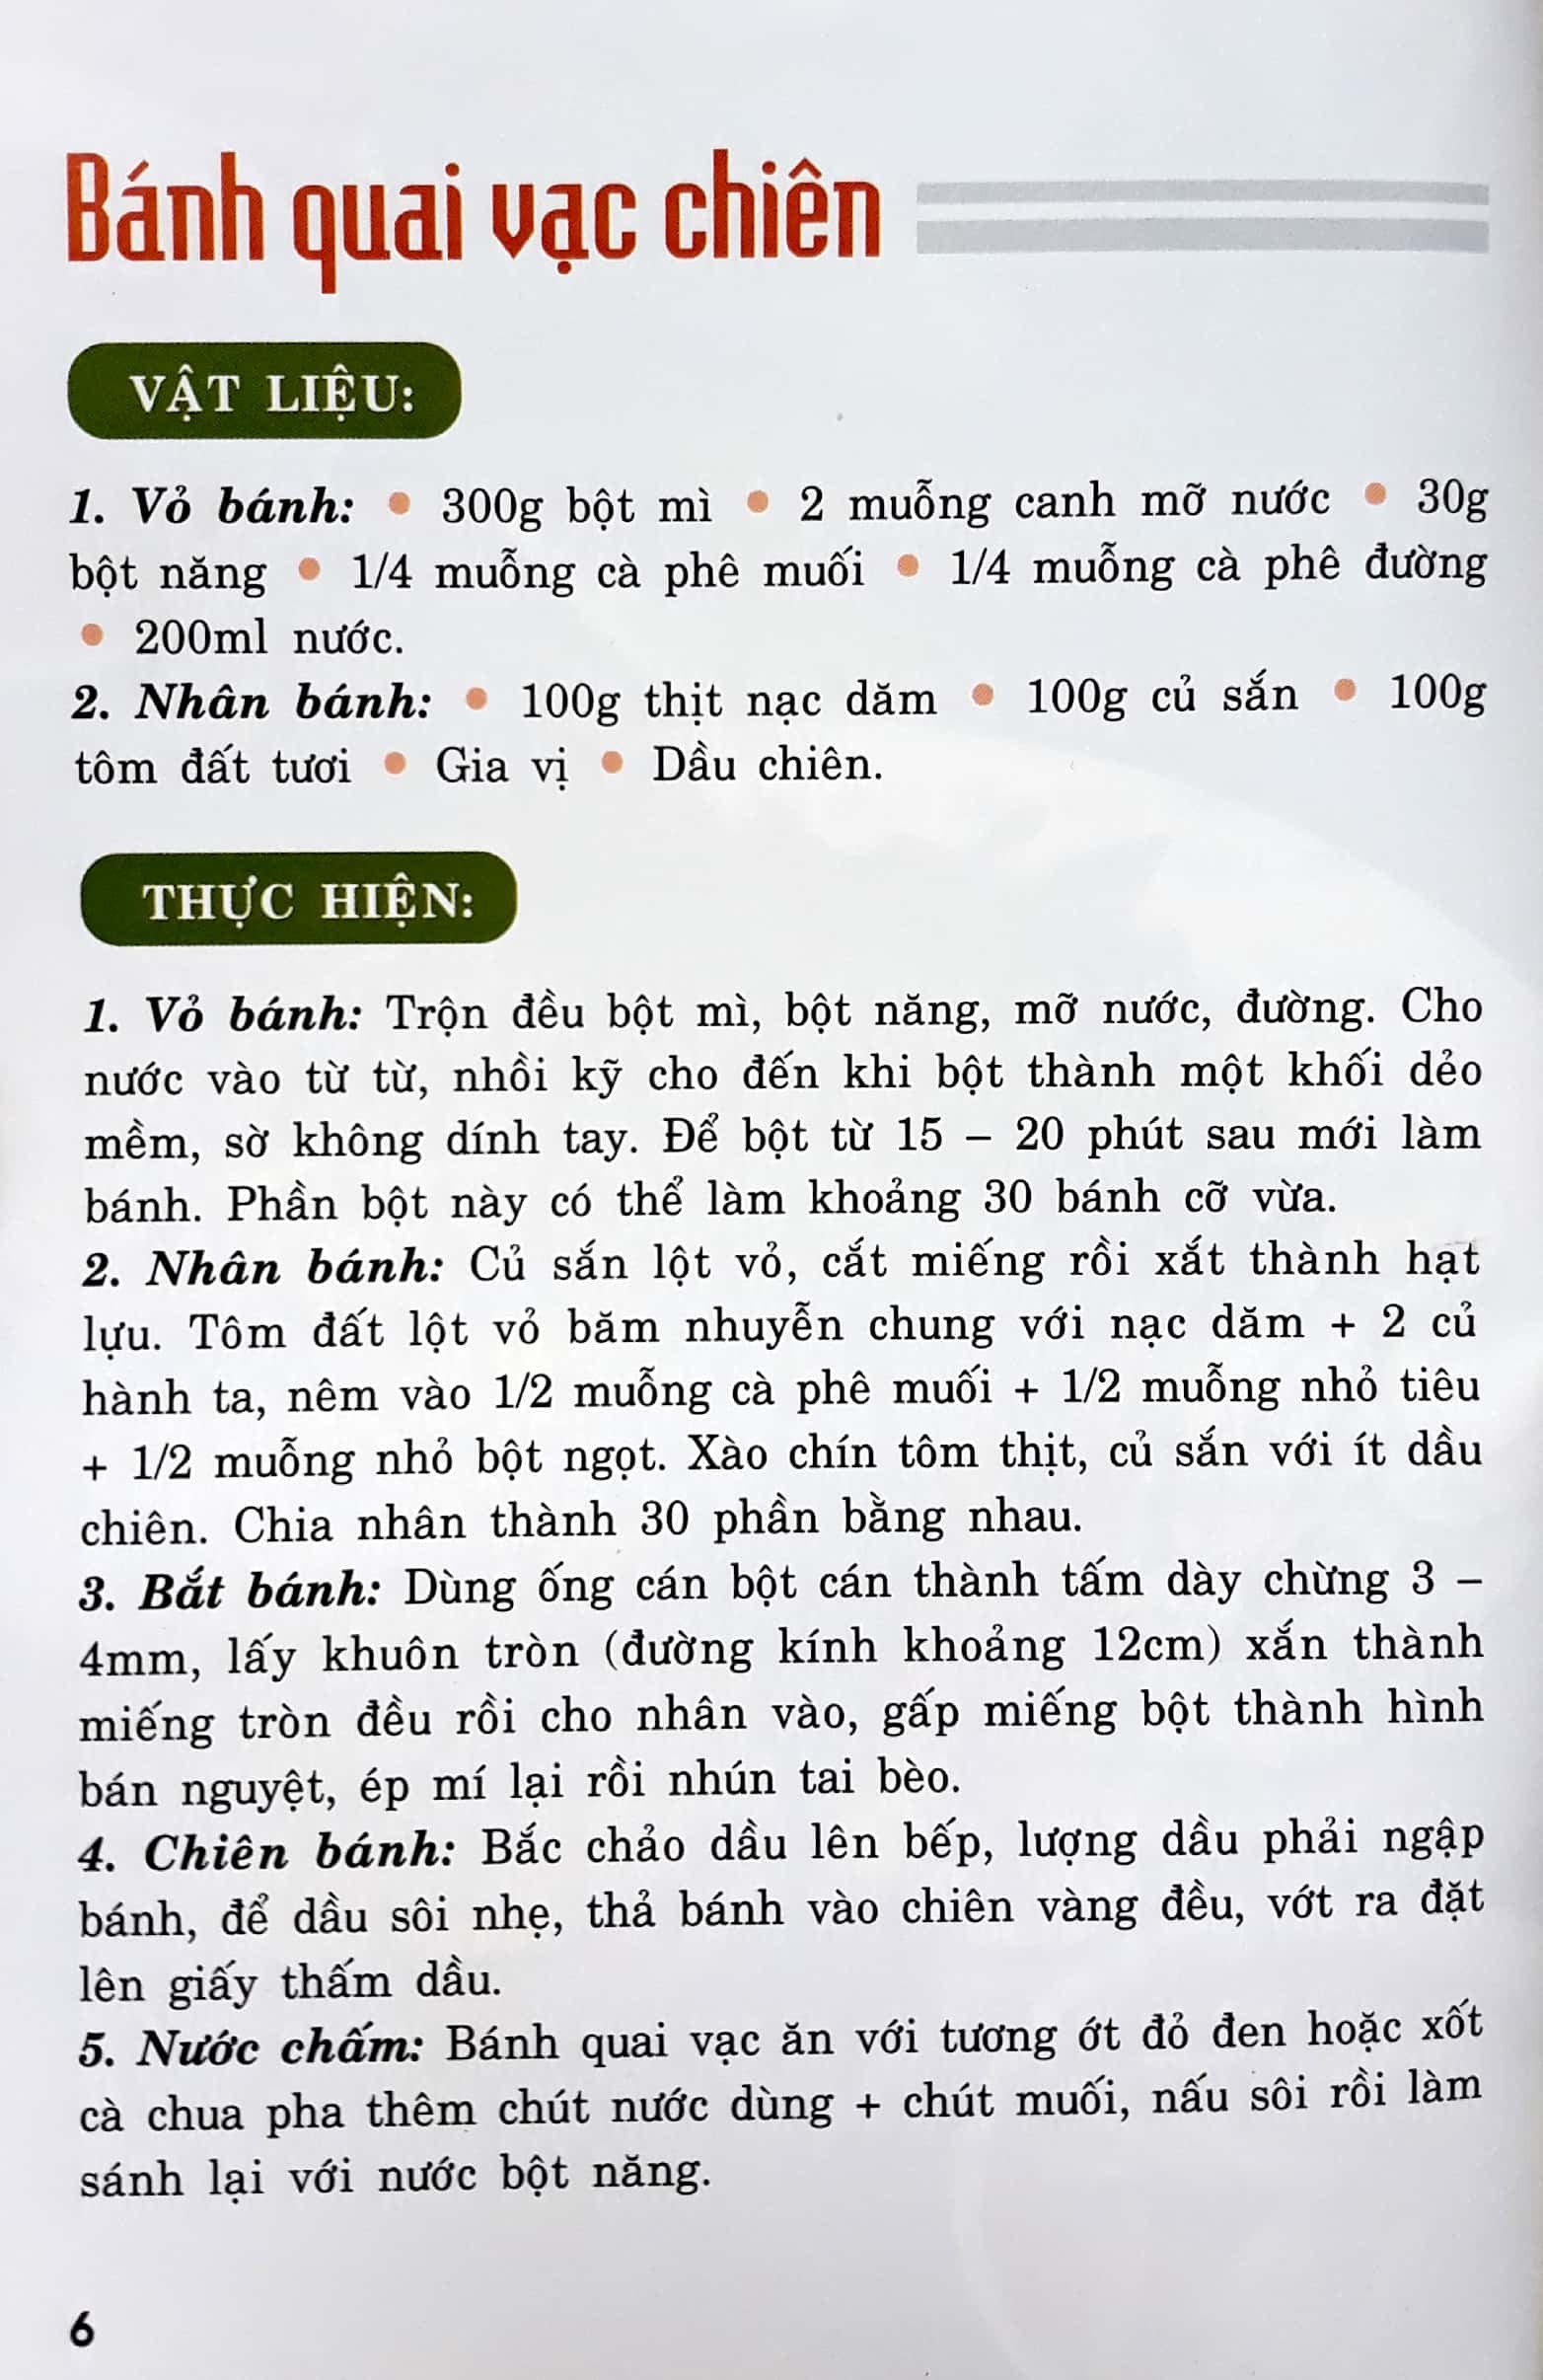 Bánh quai vạc chiên
VẬT LIỆU:
1. Vỏ bánh: • 300g bột mì • 2 muỗng canh mỡ nước • 30g
bột năng • 1/4 muỗng cà phê muối • 1/4 muỗng cà phê đường
• 200ml nước.
2. Nhân bánh: • 100g thịt nạc dăm • 100g củ sắn • 100g
tôm đất tươi • Gia vị • Dầu chiên.
THỰC HIỆN:
1. Vỏ bánh: Trộn đều bột mì, bột năng, mỡ nước, đường. Cho
nước vào từ từ, nhồi kỹ cho đến khi bột thành một khối dẻo
mềm, sờ không dính tay. Để bột từ 15 – 20 phút sau mới làm
bánh. Phần bột này có thể làm khoảng 30 bánh cỡ vừa.
2. Nhân bánh: Củ sắn lột vỏ, cắt miếng rồi xắt thành hạt
lựu. Tôm đất lột vỏ băm nhuyễn chung với nạc dăm + 2 củ
hành ta, nêm vào 1/2 muỗng cà phê muối + 1/2 muỗng nhỏ tiêu
+ 1/2 muỗng nhỏ bột ngọt. Xào chín tôm thịt, củ sắn với ít dầu
chiên. Chia nhân thành 30 phần bằng nhau.
3. Bắt bánh: Dùng ống cán bột cán thành tấm dày chừng 3 –
4mm, lấy khuôn tròn (đường kính khoảng 12cm) xắn thành
miếng tròn đều rồi cho nhân vào, gấp miếng bột thành hình
bán nguyệt, ép mí lại rồi nhún tai bèo.
4. Chiên bánh: Bắc chảo dầu lên bếp, lượng dầu phải ngập
bánh, để dầu sôi nhẹ, thả bánh vào chiên vàng đều, vớt ra đặt
lên giấy thấm dầu.
5. Nước chấm: Bánh quai vạc ăn với tương ớt đỏ đen hoặc xốt
cà chua pha thêm chút nước dùng + chút muối, nấu sôi rồi làm
sánh lại với nước bột năng.
6